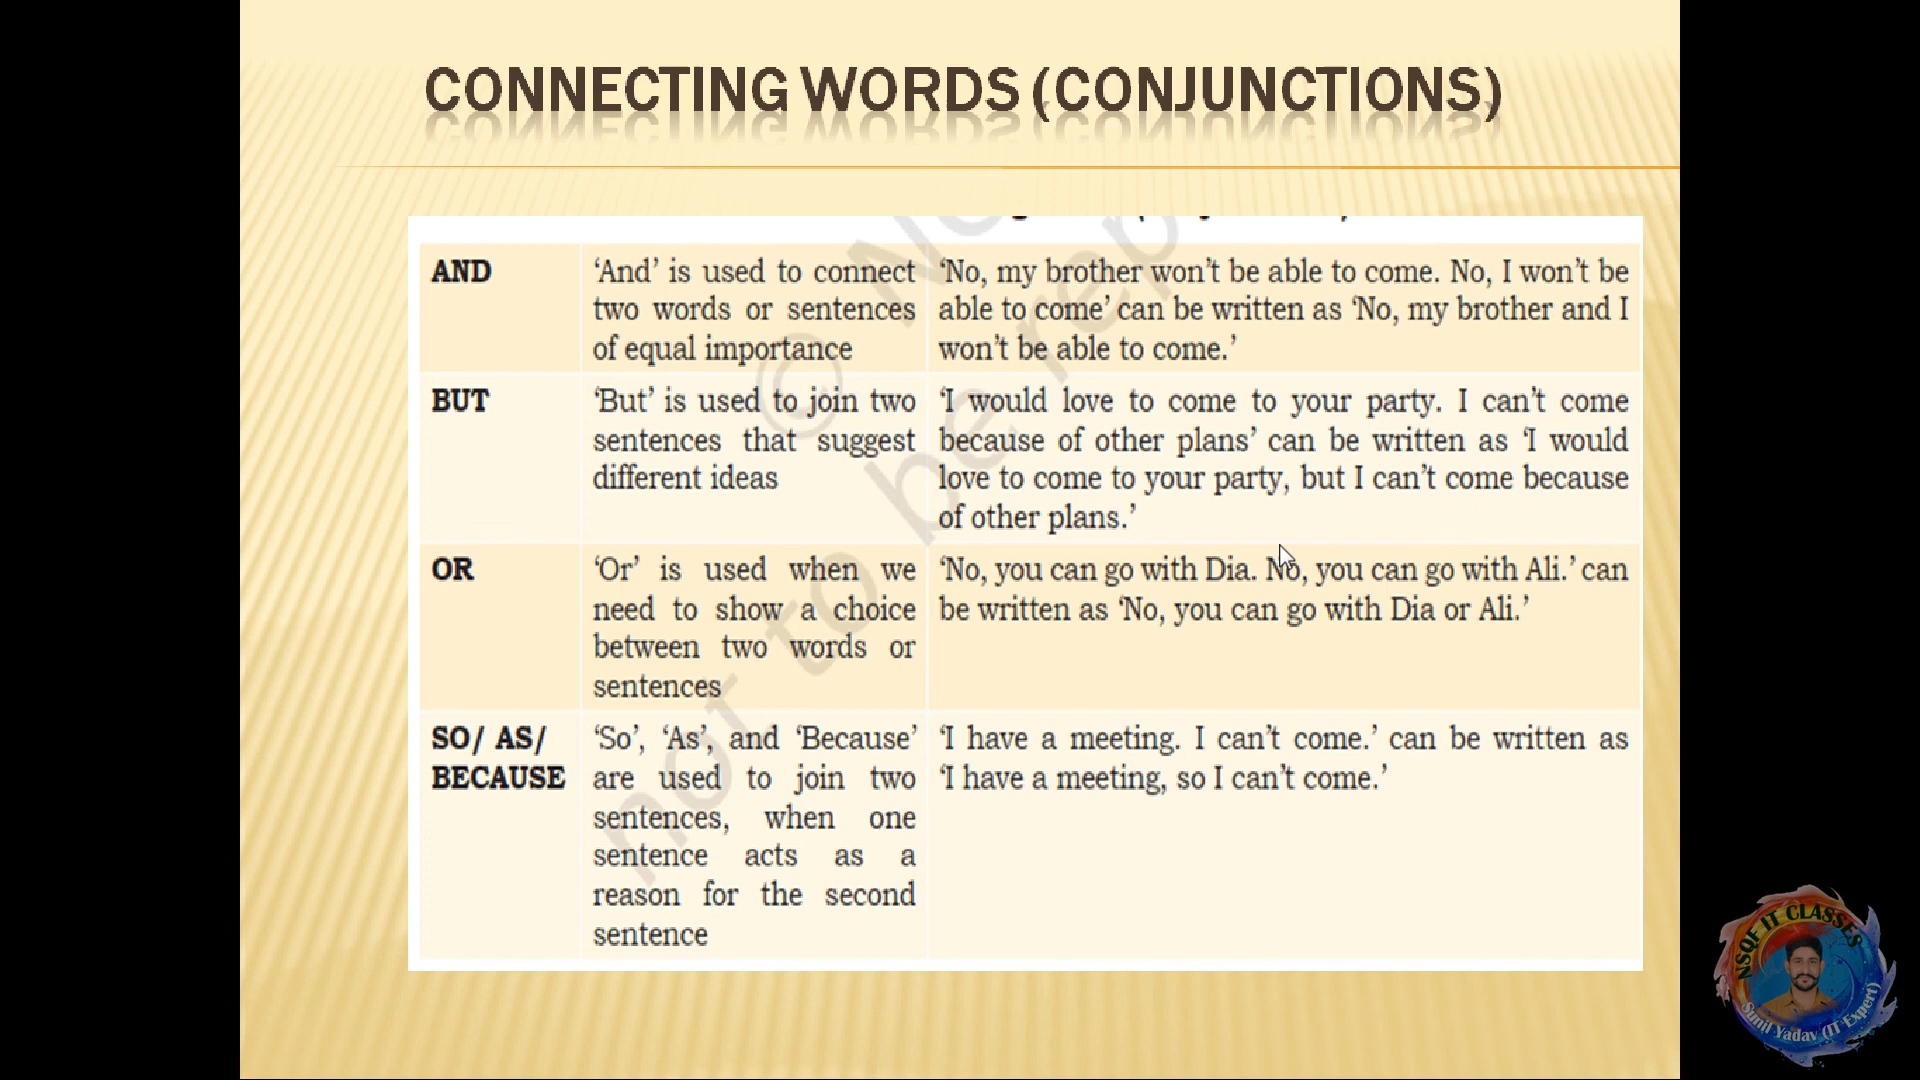 CONNECTING WORDS (CONJUNCTIONS)
AND
‘And’ is used to connect
two words or sentences
of equal importance
‘No, my brother won’t be able to come. No, I won’t be
able to come’ can be written as ‘No, my brother and I
won’t be able to come.’
BUT
‘But’ is used to join two
sentences that suggest
different ideas
‘I would love to come to your party. I can’t come
because of other plans’ can be written as ‘I would
love to come to your party, but I can’t come because
of other plans.’
OR
‘Or’ is used when we
need to show a choice
between two words or
sentences
‘No, you can go with Dia. No, you can go with Ali.’ can
be written as ‘No, you can go with Dia or Ali.’
SO/ AS/
BECAUSE
‘So’, ‘As’, and ‘Because’
are used to join two
sentences, when one
sentence acts as a
reason for the second
sentence
‘I have a meeting. I can’t come.’ can be written as
‘I have a meeting, so I can’t come.’
not to be
NSQF IT CLASSES
Sunil Yadav (IT Expert)